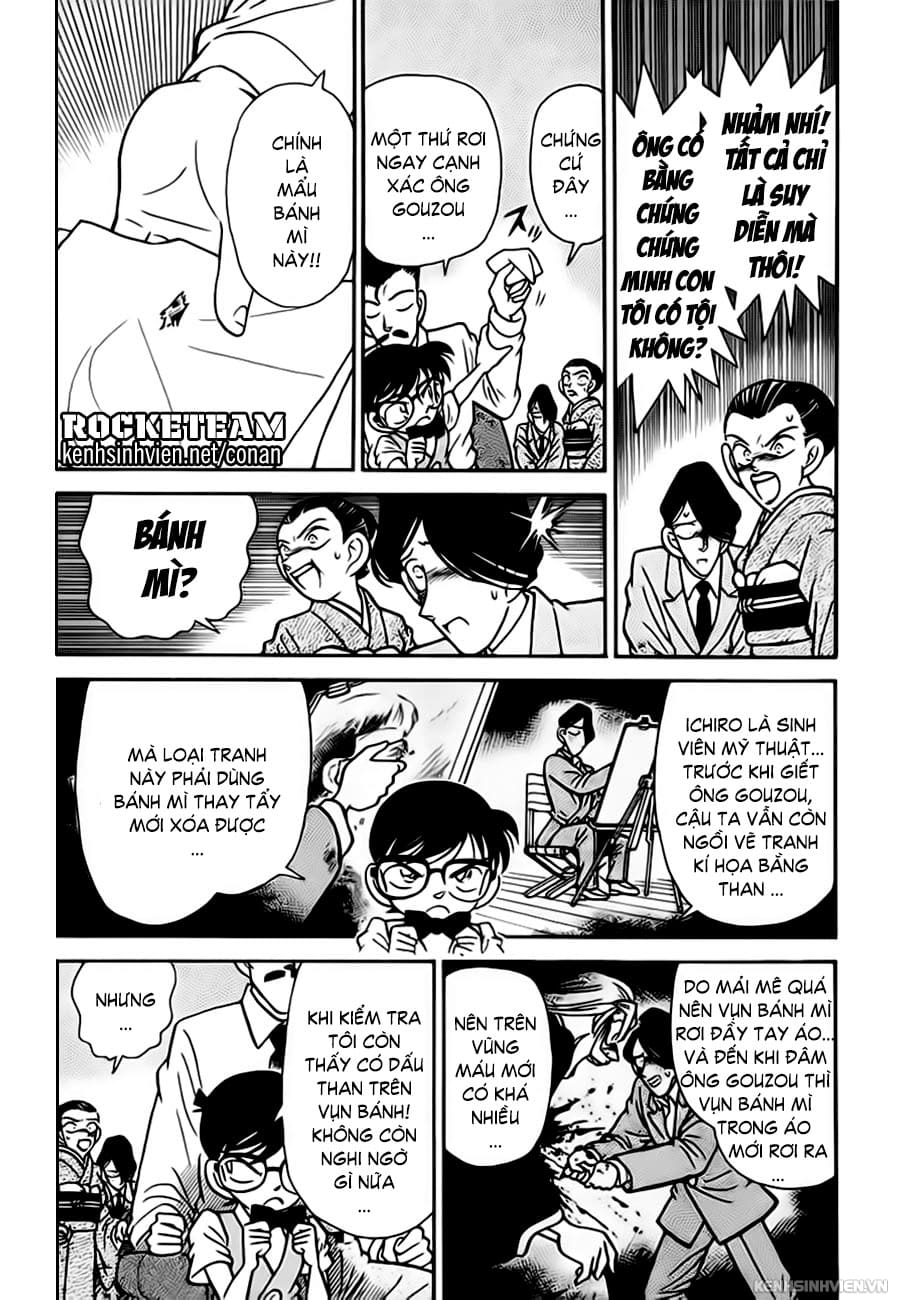 NHẢM NHÍ!
TẤT CẢ CHỈ
LÀ SUY
DIỄN MÀ
THÔI!
ÔNG CÓ
BẰNG
CHỨNG
CHỨNG
MINH CON
TÔI CÓ TỘI
KHÔNG?
CHỨNG
CỨ
ĐÂY
...
MỘT THỨ RƠI
NGAY CẠNH
XÁC ÔNG
GOUZOU
...
CHÍNH
LÀ
MẨU
BÁNH
MÌ
NÀY!!
ROCKETEAM
kenhsinhvien.net/conan
BÁNH
MÌ?
ICHIRO LÀ SINH
VIÊN MỸ THUẬT...
TRƯỚC KHI GIẾT
ÔNG GOUZOU,
CẬU TA VẪN CÒN
NGỒI VẼ TRANH
KÍ HỌA BẰNG
THAN ...
MÀ LOẠI TRANH
NÀY PHẢI DÙNG
BÁNH MÌ THAY TẨY
MỚI XÓA ĐƯỢC
...
DO MẢI MÊ QUÁ
NÊN VỤN BÁNH MÌ
RƠI ĐẦY TAY ÁO...
VÀ ĐẾN KHI ĐÂM
ÔNG GOUZOU THÌ
VỤN BÁNH MÌ
TRONG ÁO
MỚI RƠI RA
...
NÊN TRÊN
VŨNG
MÁU MỚI
CÓ KHÁ
NHIỀU
...
KHI KIỂM TRA
TÔI CÒN
THẤY CÓ DẤU
THAN TRÊN
VỤN BÁNH!
KHÔNG CÒN
NGHI NGỜ
GÌ NỮA
...
NHƯNG
...
KENHSINHVIEN.VN